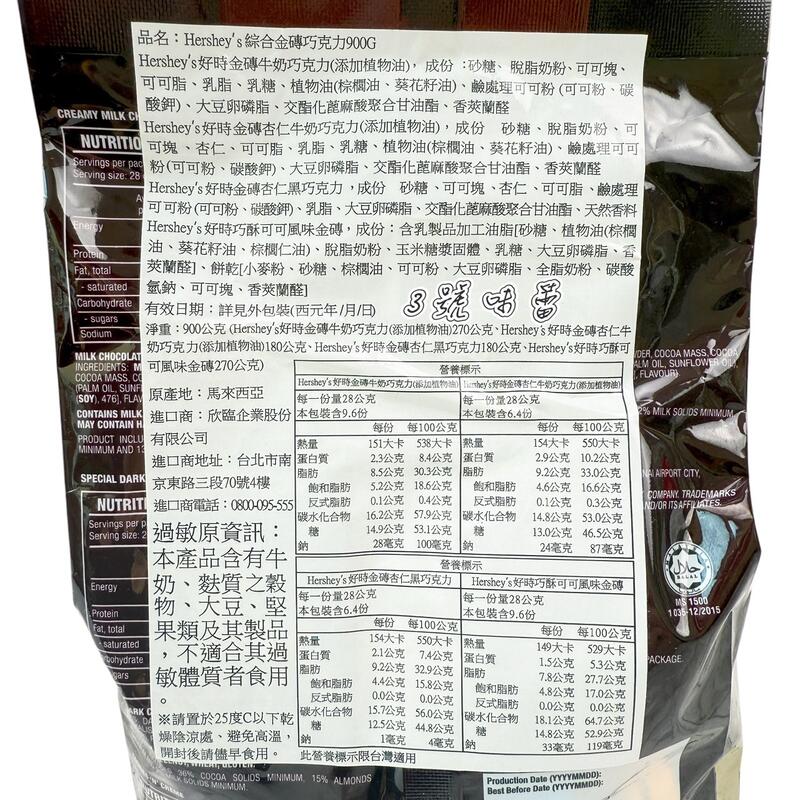 品名：Hershey's 綜合金磚巧克力900G
Hershey's好時金磚牛奶巧克力(添加植物油)，成份：砂糖、脫脂奶粉、可可塊、
可可脂、乳脂、乳糖、植物油(棕櫚油、葵花籽油)、鹼處理可可粉(可可粉、碳
酸鉀)、大豆卵磷脂、交酯化蓖麻酸聚合甘油酯、香莢蘭醛
Hershey's好時金磚杏仁牛奶巧克力(添加植物油)，成份 砂糖、脫脂奶粉、可
可塊、杏仁、可可脂、乳脂、乳糖、植物油(棕櫚油、葵花籽油)、鹼處理可可
粉(可可粉、碳酸鉀)、大豆卵磷脂、交酯化蓖麻酸聚合甘油酯、香莢蘭醛
Hershey's好時金磚杏仁黑巧克力，成份 砂糖、可可塊、杏仁、可可脂、鹼處理
可可粉(可可粉、碳酸鉀)、乳脂、大豆卵磷脂、交酯化蓖麻酸聚合甘油酯、天然香料
Hershey's好時巧酥可可風味金磚，成份：含乳製品加工油脂[砂糖、植物油(棕櫚
油、葵花籽油、棕櫚仁油)、脫脂奶粉、玉米糖漿固體、乳糖、大豆卵磷脂、香
莢蘭醛]、餅乾[小麥粉、砂糖、棕櫚油、可可粉、大豆卵磷脂、全脂奶粉、碳酸
氫鈉、可可塊、香莢蘭醛]
有效日期：詳見外包裝(西元年/月/日)
3號 味蕾
淨重：900公克(Hershey's好時金磚牛奶巧克力(添加植物油)270公克、Hershey's好時金磚杏仁牛
奶巧克力(添加植物油)180公克、Hershey's好時金磚杏仁黑巧克力180公克、Hershey's好時巧酥可
可風味金磚270公克)
原產地：馬來西亞
進口商：欣臨企業股份
有限公司
進口商地址：台北市南
京東路三段70號4樓
進口商電話：0800-095-555
過敏原資訊：
本產品含有牛
奶、麩質之穀
物、大豆、堅
果類及其製品
，不適合其過
敏體質者食用
。
※請置於25度C以下乾
燥陰涼處、避免高溫，
開封後請儘早食用。
營養標示
Hershey's好時金磚牛奶巧克力(添加植物油)
每一份量28公克
本包裝含9.6份
每份 每100公克
熱量 151大卡 538大卡
蛋白質 2.3公克 8.4公克
脂肪 8.5公克 30.3公克
飽和脂肪 5.2公克 18.6公克
反式脂肪 0.1公克 0.4公克
碳水化合物 16.2公克 57.9公克
糖 14.9公克 53.1公克
鈉 28毫克 100毫克
Hershey's好時金磚杏仁牛奶巧克力(添加植物油)
每一份量28公克
本包裝含6.4份
每份 每100公克
熱量 154大卡 550大卡
蛋白質 2.9公克 10.2公克
脂肪 9.2公克 33.0公克
飽和脂肪 4.6公克 16.6公克
反式脂肪 0.1公克 0.3公克
碳水化合物 14.8公克 53.0公克
糖 13.0公克 46.5公克
鈉 24毫克 87毫克
營養標示
Hershey's好時金磚杏仁黑巧克力
每一份量28公克
本包裝含6.4份
每份 每100公克
熱量 154大卡 550大卡
蛋白質 2.1公克 7.4公克
脂肪 9.2公克 32.9公克
飽和脂肪 4.4公克 15.8公克
反式脂肪 0.0公克 0.0公克
碳水化合物 15.7公克 56.0公克
糖 12.5公克 44.8公克
鈉 1毫克 4毫克
Hershey's好時巧酥可可風味金磚
每一份量28公克
本包裝含9.6份
每份 每100公克
熱量 149大卡 529大卡
蛋白質 1.5公克 5.3公克
脂肪 7.8公克 27.7公克
飽和脂肪 4.8公克 17.0公克
反式脂肪 0.0公克 0.0公克
碳水化合物 18.1公克 64.7公克
糖 14.8公克 52.9公克
鈉 33毫克 119毫克
此營養標示限台灣適用
CREAMY MILK
Servings per
Serving size: 28
Energy
Protein
Fat, total
- saturated
Carbohydrate
- sugars
Sodium
MILK CHOCOLAT
INGREDIENTS:
COCOA MASS,
(PALM OIL, SUNFL
(SOY), 476),
CONTAINS MILK
MAY CONTAIN
PRODUCT
MINIMUM AND
SPECIAL DARK
Servings per
Serving size:
Energy
Protein
Fat, total
- saturated
COCOA MASS, COCOA
PALM OIL, SUNFLOWER
FLAVOUR)
2% MILK SOLIDS MINIMUM
AIRPORT CITY,
COMPANY. TRADEMARKS
AND/OR ITS AFFILIATES.
حلال
HALAL
MS 1500
1 035-12/2015
PACKAGE.
36% COCOA SOLIDS MINIMUM, 15% ALMONDS
SOLIDS MINIMUM.
Production Date (YYYYMMDD):
Best Before Date (YYYYMMDD):